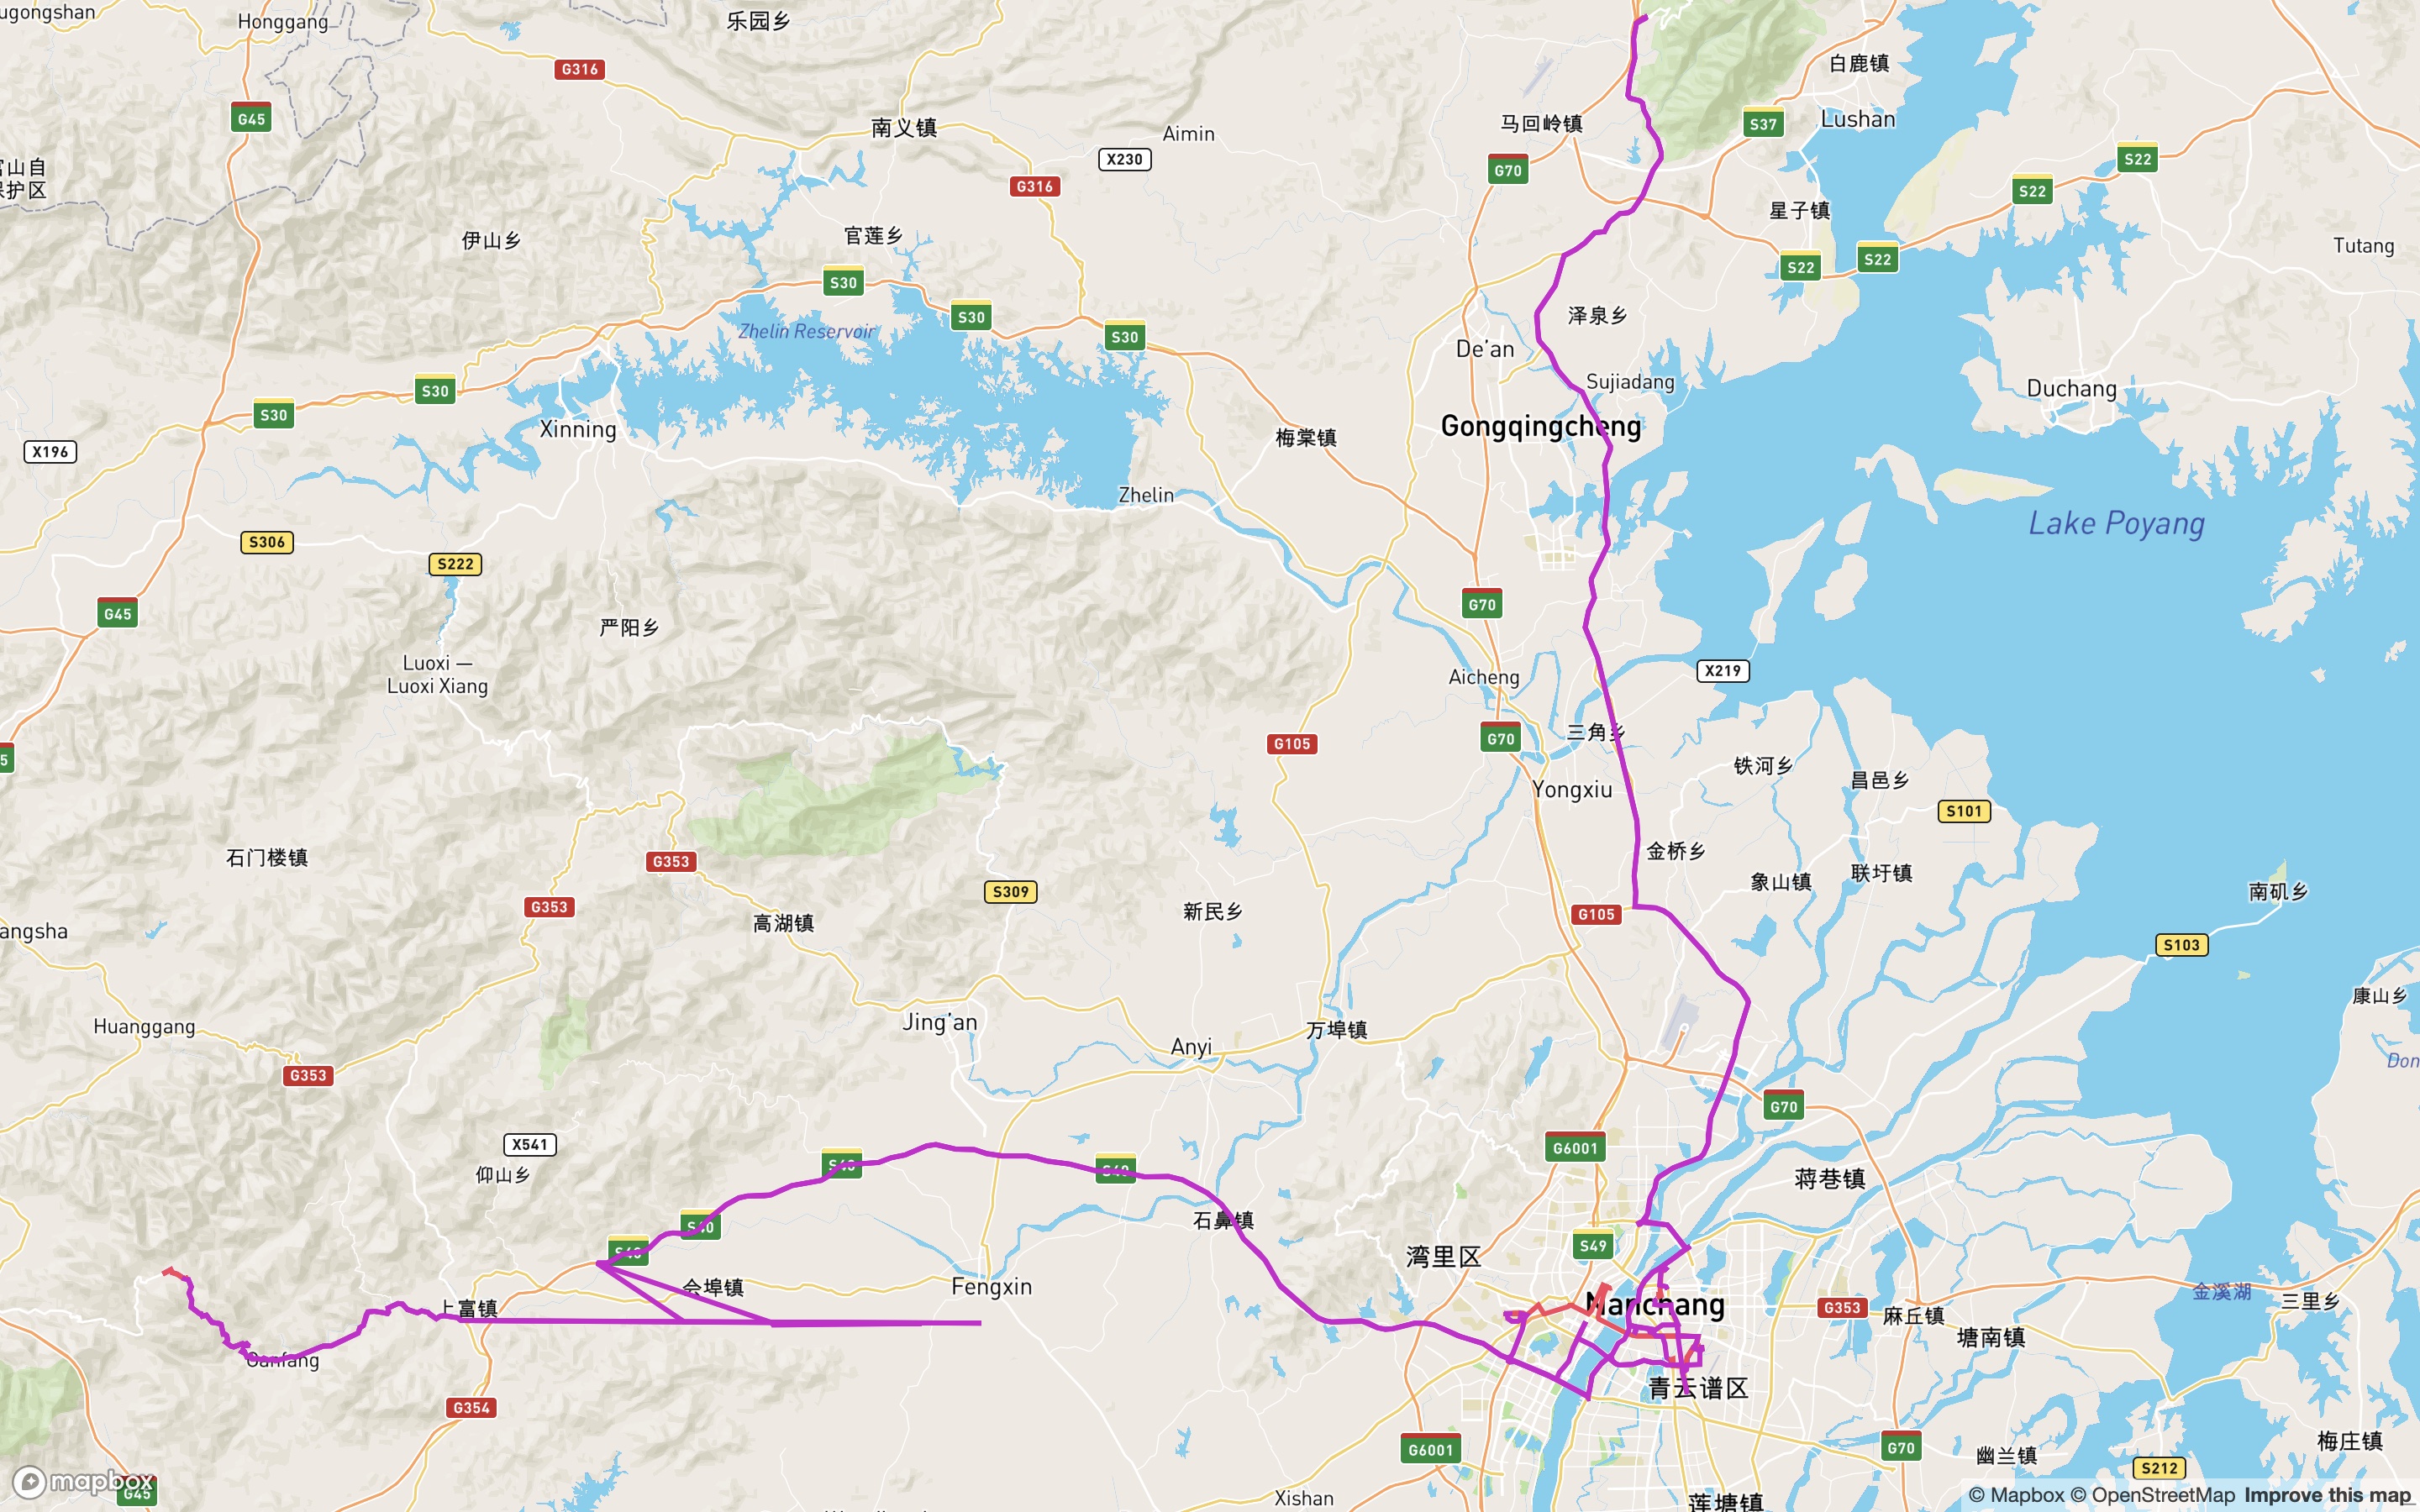 ugongshan
Honggang
乐园乡
G316
G45
南义镇
Aimin
X230
G316
马回岭镇
白鹿镇
S37
Lushan
G70
S22
S22
星子镇
S22
S22
Tutang
伊山乡
官莲乡
S30
S30
S30
Zhelin Reservoir
泽泉乡
De'an
Sujiadang
Duchang
S30
S30
Xinning
X196
梅棠镇
Gongqingcheng
Zhelin
Lake Poyang
S306
S222
G45
G70
严阳乡
Luoxi —
Luoxi Xiang
Aicheng
X219
G105
G70
三角乡
铁河乡
昌邑乡
Yongxiu
S101
5
石门楼镇
G353
金桥乡
象山镇
联圩镇
南矶乡
S309
G353
高湖镇
新民乡
G105
angsha
S103
康山乡
Huanggang
Jing'an
万埠镇
Anyi
Don
G353
G70
X541
G6001
仰山乡
S40
S40
蒋巷镇
石鼻镇
S40
S40
湾里区
S49
会埠镇
Fengxin
上富镇
Nanchang
G353
麻丘镇
金溪湖
三里乡
塘南镇
Ganfang
青云谱区
G354
G6001
G70
幽兰镇
梅庄镇
S212
mapbox
G45
Xishan
莲塘镇
© Mapbox © OpenStreetMap Improve this map